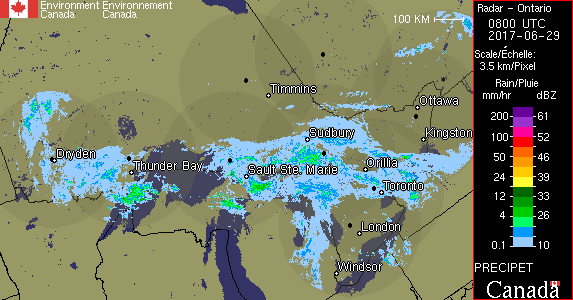 Environment Environnement
Canada Canada
100 KM
Radar - Ontario
0800 UTC
2017-06-29
Scale/Échelle:
3.5 km/Pixel
Rain/Pluie
mm/hr dBZ
200 61
100 56
Timmins
Ottawa
150 52
Sudbury
Kingston
50 46
Dryden
Thunder Bay
Sault Ste. Marie
Orillia
24 39
Toronto
12 33
4 26
London
0.1 10
Windsor
PRECIPET
Canada